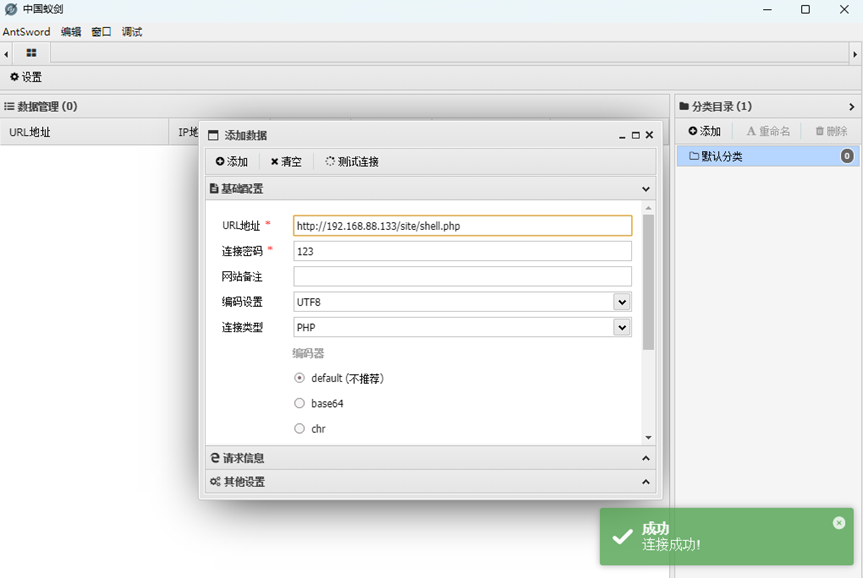 中国蚁剑
AntSword 编辑 窗口 调试
设置
数据管理 (0)
分类目录 (1)
URL地址
IP地
添加 重命名 删除
默认分类 0
添加数据
添加 清空 测试连接
基础配置
URL地址 * http://192.168.88.133/site/shell.php
连接密码 * 123
网站备注
编码设置 UTF8
连接类型 PHP
编码器
default (不推荐)
base64
chr
请求信息
其他设置
成功
连接成功!